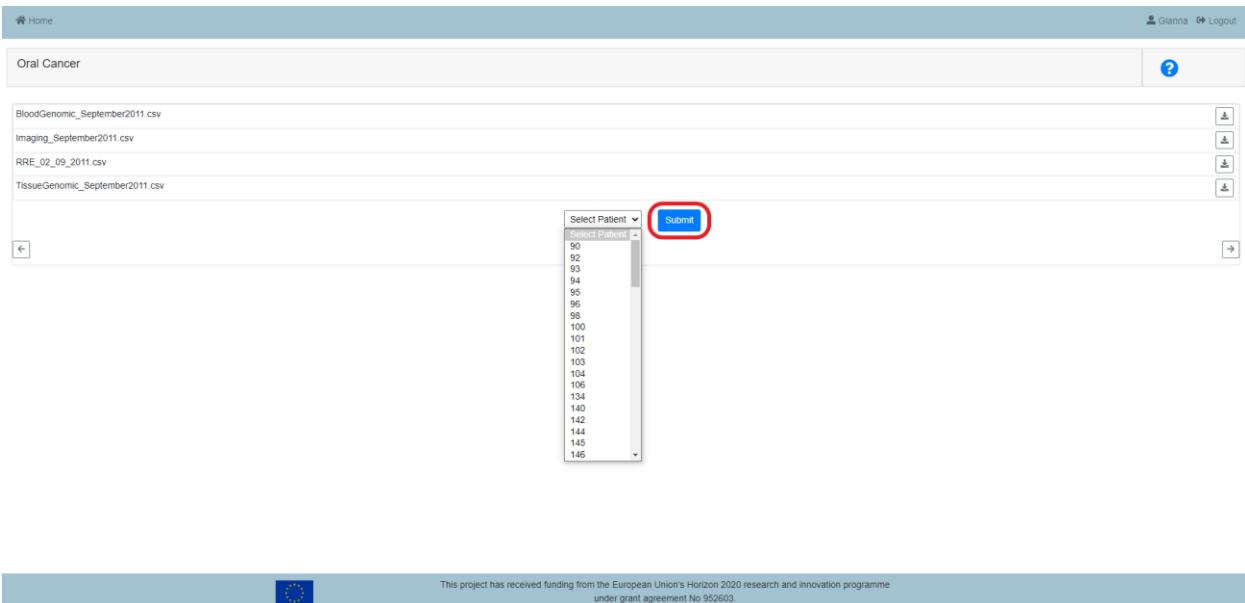 Home
Gianna Logout
Oral Cancer
BloodGenomic_September2011.csv
Imaging_September2011.csv
RRE_02_09_2011.csv
TissueGenomic_September2011.csv
Select Patient Submit
Select Patient
90
92
93
94
95
96
98
100
101
102
103
104
106
134
140
142
144
145
146
This project has received funding from the European Union's Horizon 2020 research and innovation programme
under grant agreement No 952603.